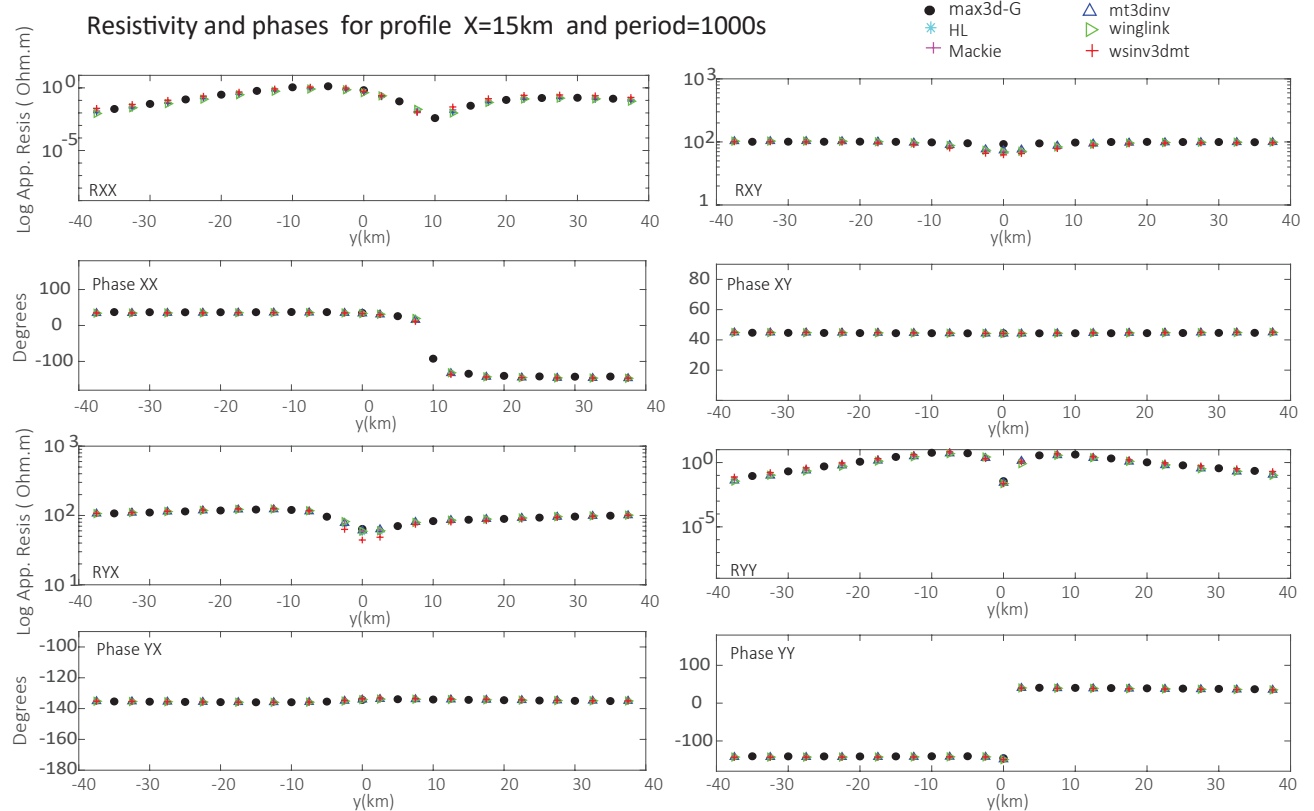 Resistivity and phases for profile X=15km and period=1000s
max3d-G
HL
Mackie
mt3dinv
winglink
wsinv3dmt
Log App. Resis ( Ohm.m)
10^0
10^-5
RXX
-40 -30 -20 -10 0 10 20 30 40
y(km)
10^3
10^2
1
RXY
-40 -30 -20 -10 0 10 20 30 40
y(km)
Degrees
Phase XX
100
0
-100
-40 -30 -20 -10 0 10 20 30 40
y(km)
Phase XY
80
60
40
20
-40 -30 -20 -10 0 10 20 30 40
y(km)
Log App. Resis ( Ohm.m)
10^3
10^2
10^1
RYX
-40 -30 -20 -10 0 10 20 30 40
y(km)
10^0
10^-5
RYY
-40 -30 -20 -10 0 10 20 30 40
y(km)
Degrees
Phase YX
-100
-120
-140
-160
-180
-40 -30 -20 -10 0 10 20 30 40
y(km)
Phase YY
100
0
-100
-40 -30 -20 -10 0 10 20 30 40
y(km)